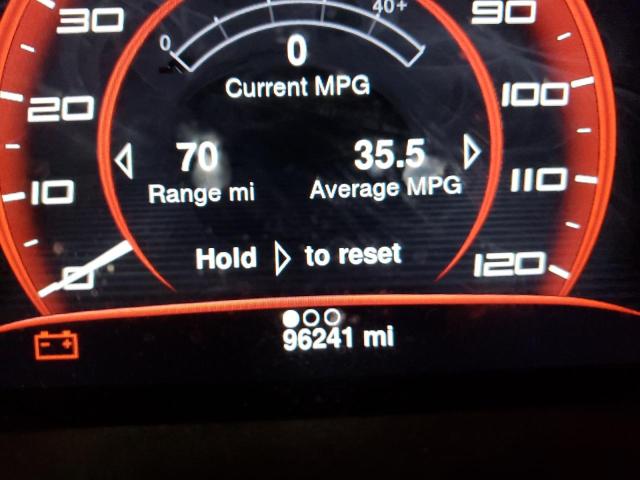 30
40+
90
0
0
Current MPG
20
100
70
35.5
Range mi
Average MPG
10
110
Hold ▷ to reset
0
120
96241 mi